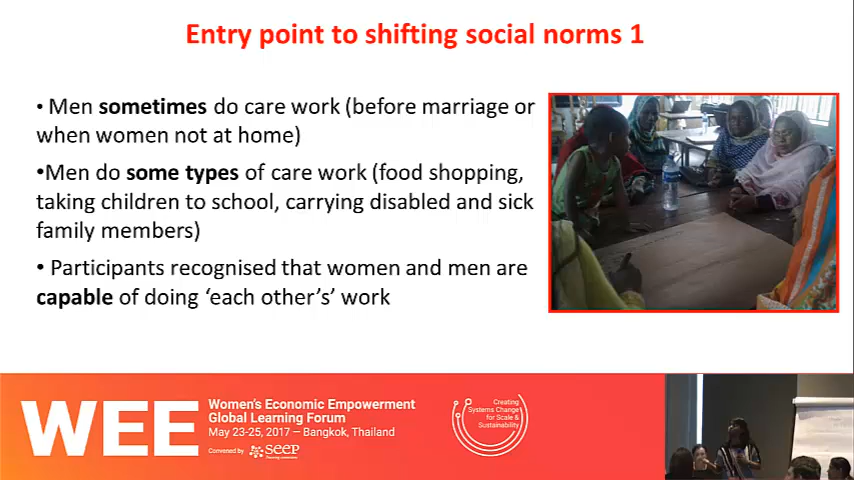 Entry point to shifting social norms 1
• Men sometimes do care work (before marriage or
when women not at home)
•Men do some types of care work (food shopping,
taking children to school, carrying disabled and sick
family members)
• Participants recognised that women and men are
capable of doing ‘each other’s’ work
WEE
Women's Economic Empowerment
Global Learning Forum
May 23-25, 2017 — Bangkok, Thailand
Convened by SEEP
Creating
Systems Change
for Scale &
Sustainability